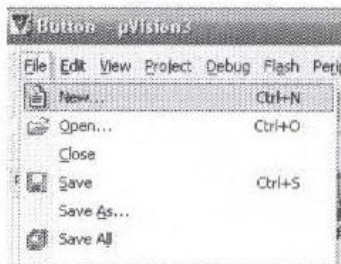 Button - µVision3
File Edit View Project Debug Flash Perip
New... Ctrl+N
Open... Ctrl+O
Close
Save Ctrl+S
Save As...
Save All